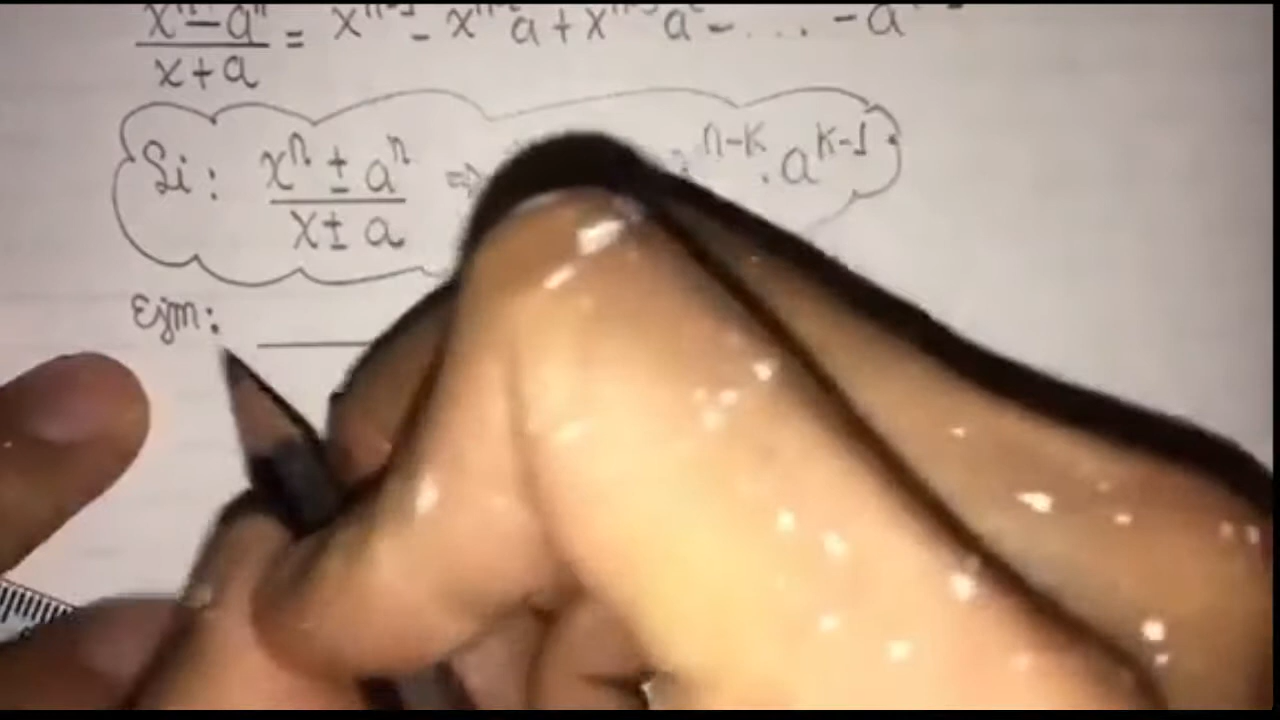 xⁿ - aⁿ / x + a = xⁿ⁻¹ - xⁿ⁻²a + xⁿ⁻³a² - .... - aⁿ⁻¹
Si: xⁿ ± aⁿ / x ± a ⇒ ⁿ⁻ᴷ · aᴷ⁻¹
Ejm: